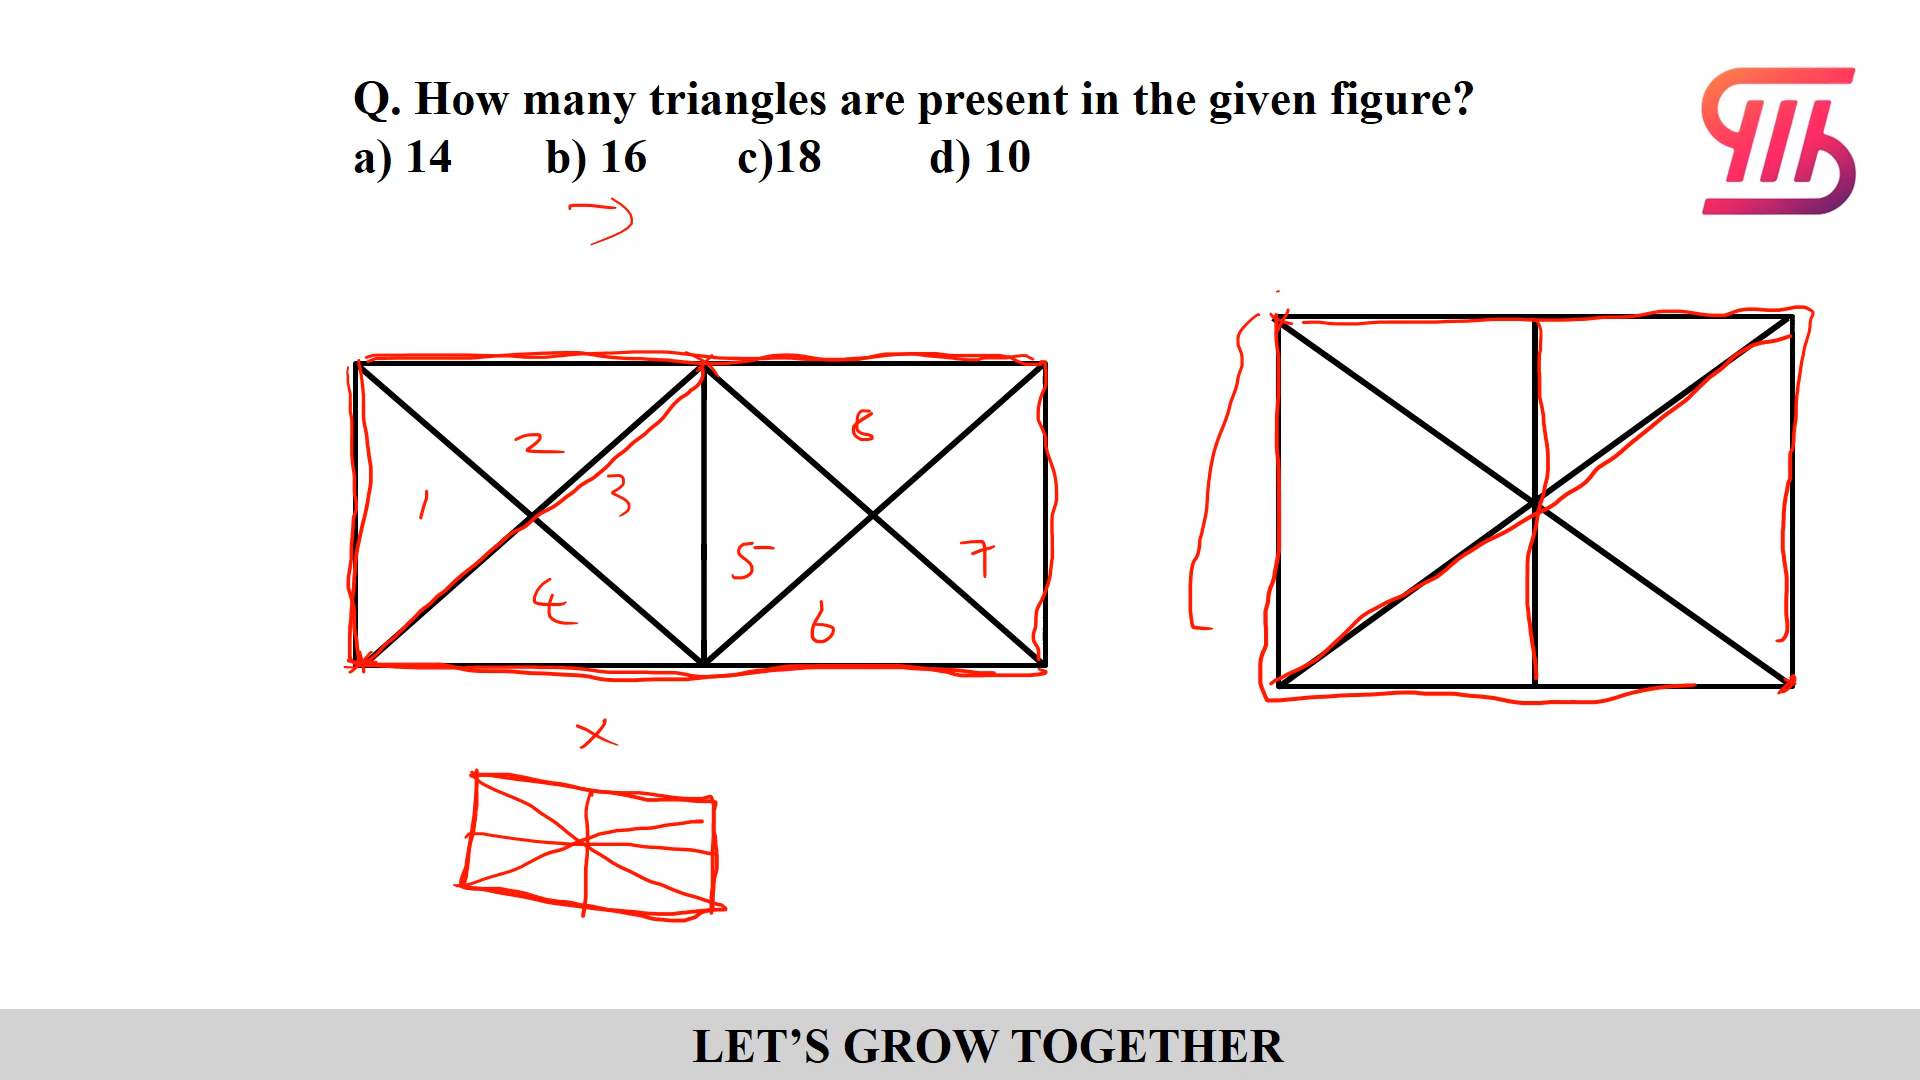 Q. How many triangles are present in the given figure?
a) 14 b) 16 c)18 d) 10
2 8
1 3
5 7
4 6
LET’S GROW TOGETHER